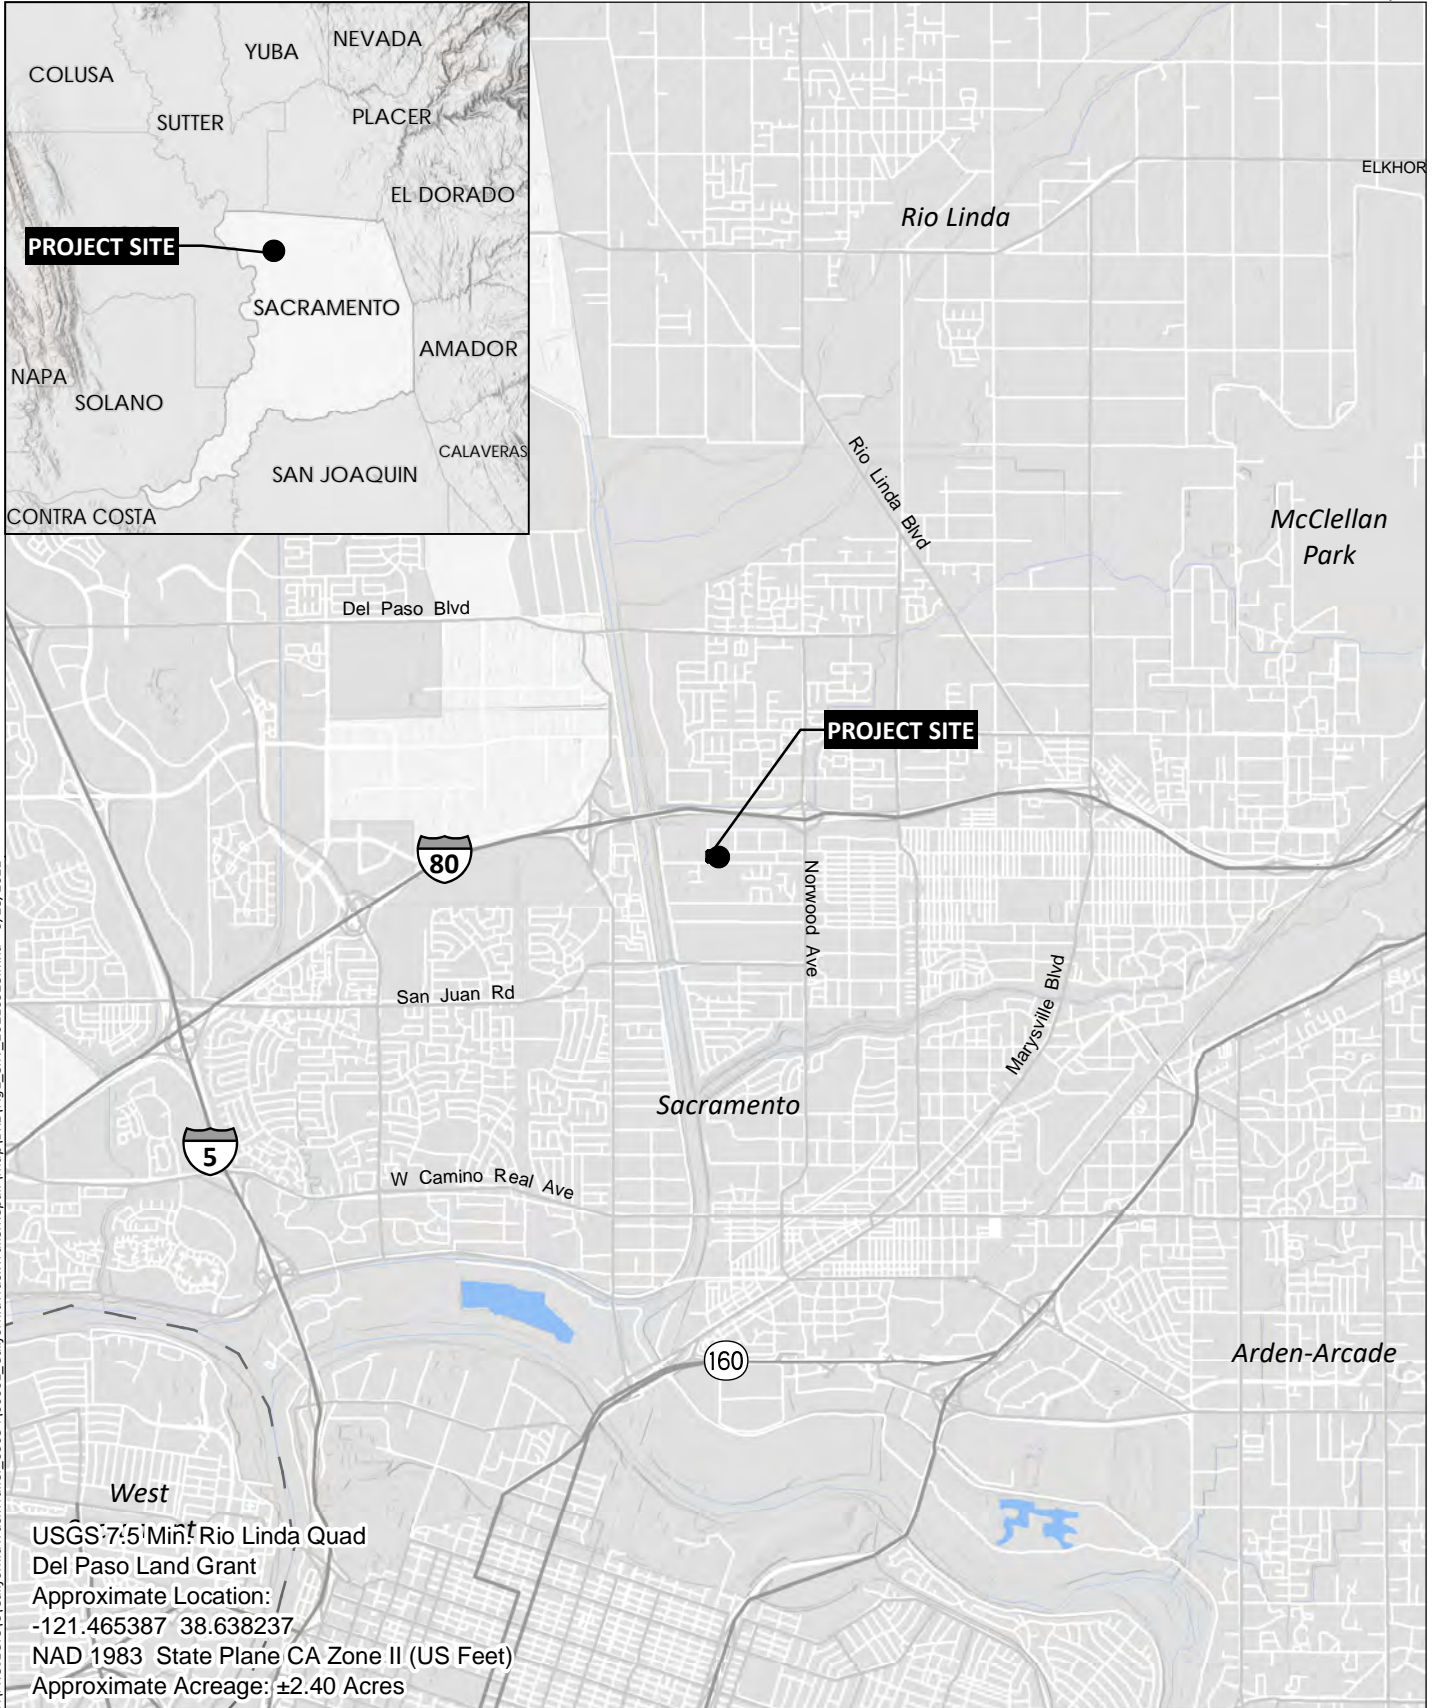 NEVADA
YUBA
COLUSA
PLACER
SUTTER
EL DORADO
PROJECT SITE
SACRAMENTO
AMADOR
NAPA
SOLANO
CALAVERAS
SAN JOAQUIN
CONTRA COSTA
ELKHOR
Rio Linda
Rio Linda Blvd
McClellan
Park
Del Paso Blvd
PROJECT SITE
80
Norwood Ave
San Juan Rd
Marysville Blvd
Sacramento
5
W Camino Real Ave
160
Arden-Arcade
West
USGS 7.5 Min. Rio Linda Quad
Del Paso Land Grant
Approximate Location:
-121.465387 38.638237
NAD 1983 State Plane CA Zone II (US Feet)
Approximate Acreage: ±2.40 Acres